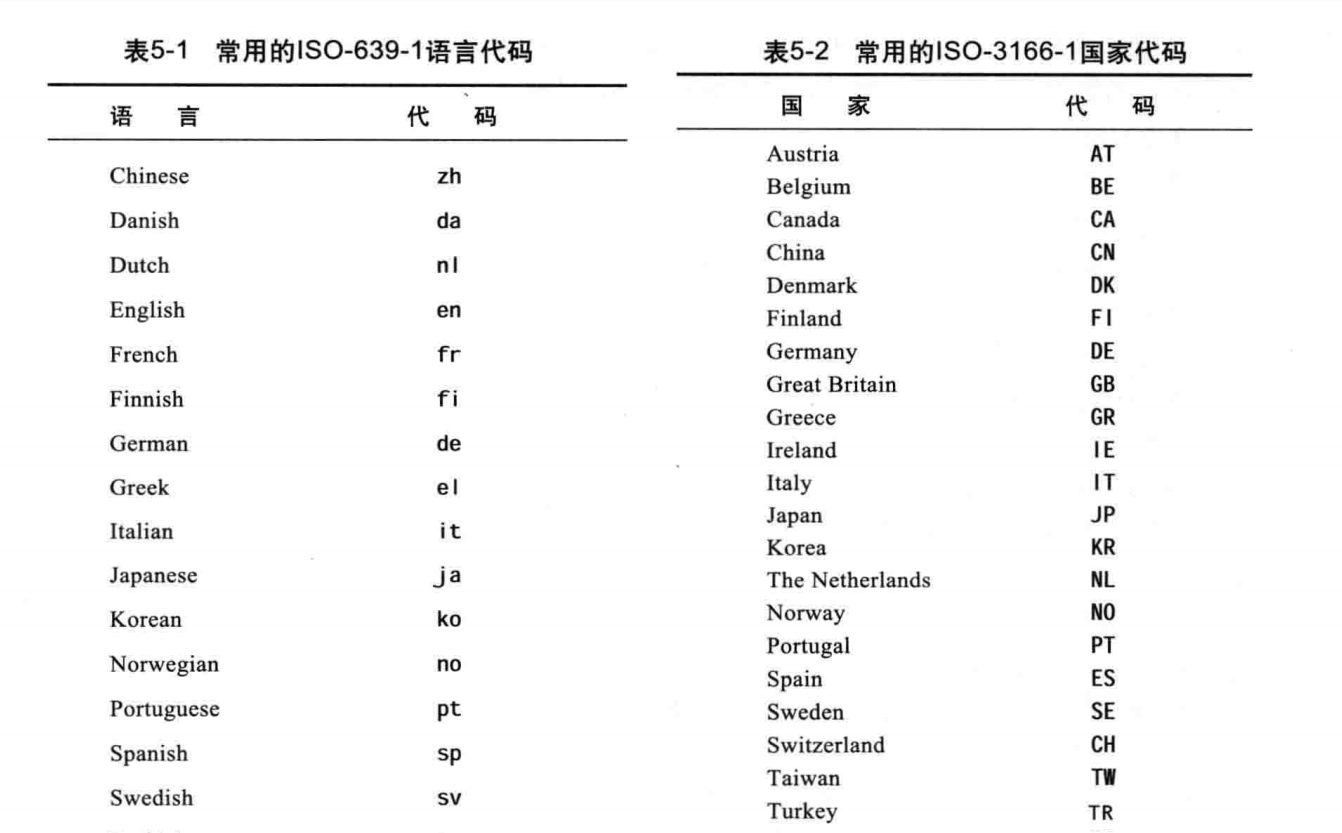 表5-1 常用的ISO-639-1语言代码
语 言 代 码
Chinese zh
Danish da
Dutch nl
English en
French fr
Finnish fi
German de
Greek el
Italian it
Japanese ja
Korean ko
Norwegian no
Portuguese pt
Spanish sp
Swedish sv
表5-2 常用的ISO-3166-1国家代码
国 家 代 码
Austria AT
Belgium BE
Canada CA
China CN
Denmark DK
Finland FI
Germany DE
Great Britain GB
Greece GR
Ireland IE
Italy IT
Japan JP
Korea KR
The Netherlands NL
Norway NO
Portugal PT
Spain ES
Sweden SE
Switzerland CH
Taiwan TW
Turkey TR